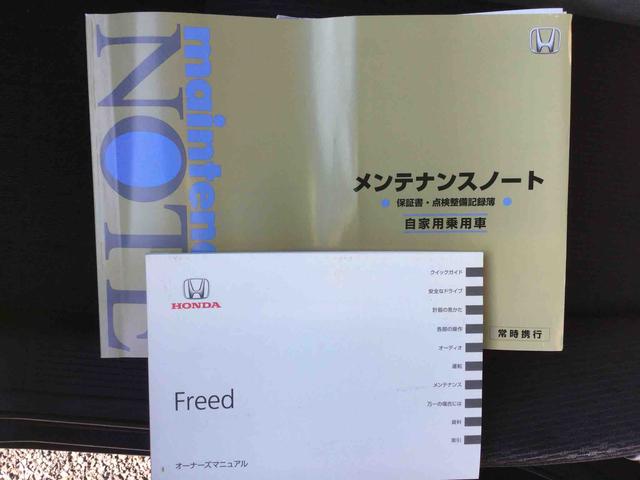 mainten
NOTE
メンテナンスノート
保証書・点検整備記録簿
自家用乗用車
常時携行
HONDA
Freed
オーナーズマニュアル
クイックガイド
安全なドライブ
計器の見かた
各部の操作
オーディオ
運転
メンテナンス
万一の場合には
資料
索引